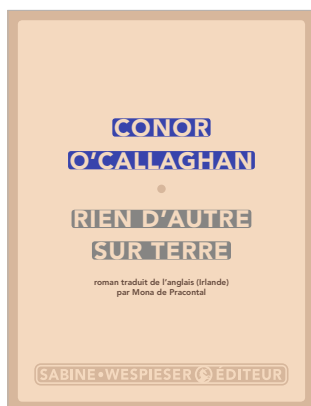 CONOR
O'CALLAGHAN
RIEN D'AUTRE
SUR TERRE
roman traduit de l'anglais (Irlande)
par Mona de Pracontal
SABINE•WESPIESER ÉDITEUR